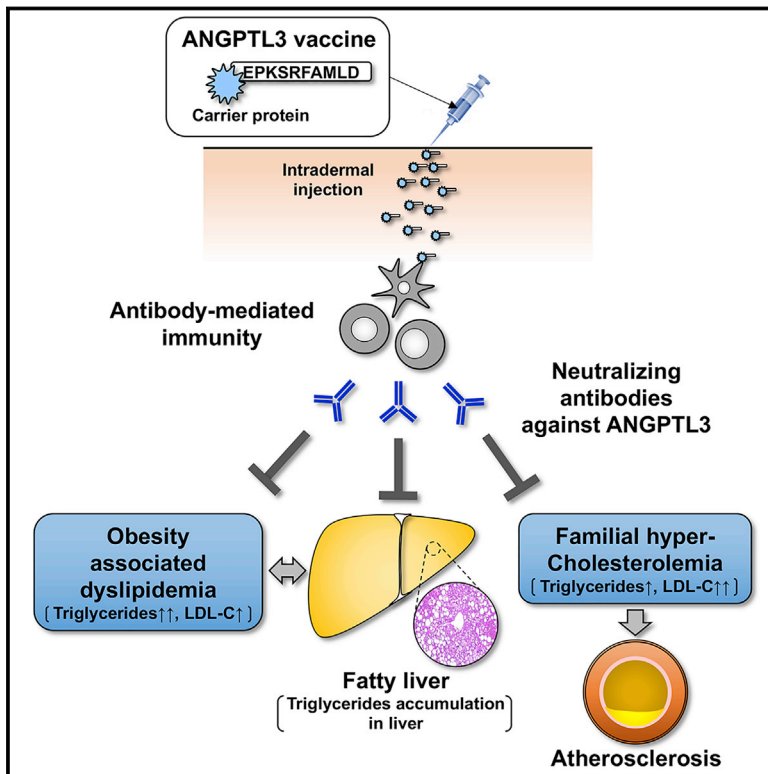 ANGPTL3 vaccine
EPKSRFAMLD
Carrier protein
Intradermal
injection
Antibody-mediated
immunity
Neutralizing
antibodies
against ANGPTL3
Obesity
associated
dyslipidemia
[Triglycerides↑↑, LDL-C↑]
Fatty liver
[Triglycerides accumulation
in liver]
Familial hyper-
Cholesterolemia
[Triglycerides↑, LDL-C↑↑]
Atherosclerosis